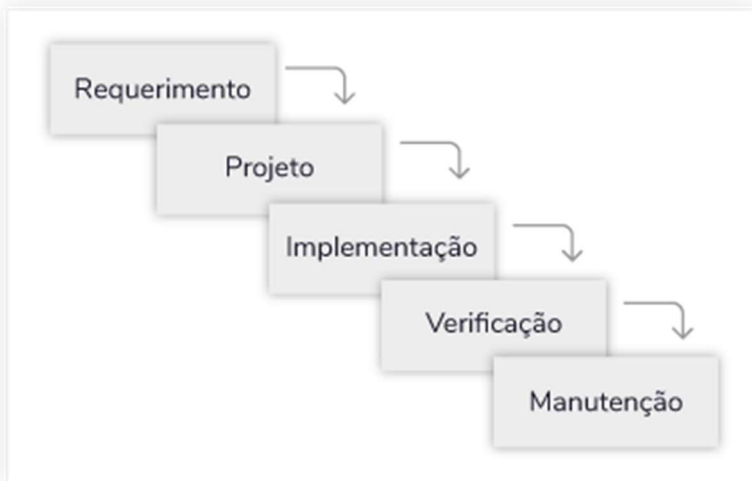 Requerimento
Projeto
Implementação
Verificação
Manutenção